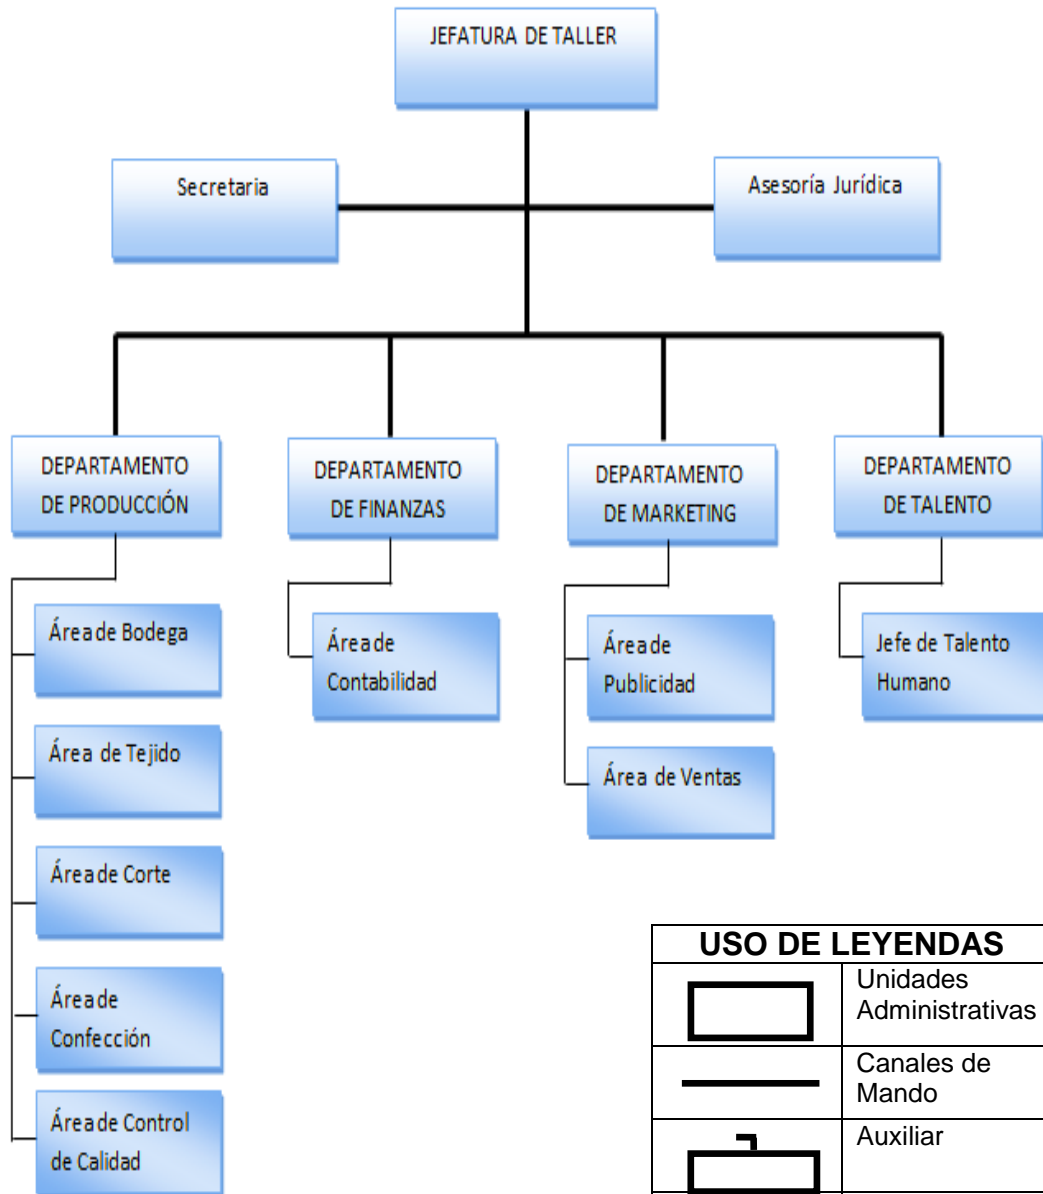 JEFATURA DE TALLER
Secretaria
Asesoría Jurídica
DEPARTAMENTO
DE PRODUCCIÓN
DEPARTAMENTO
DE FINANZAS
DEPARTAMENTO
DE MARKETING
DEPARTAMENTO
DE TALENTO
Área de Bodega
Área de Tejido
Área de Corte
Área de
Confección
Área de Control
de Calidad
Área de
Contabilidad
Área de
Publicidad
Área de Ventas
Jefe de Talento
Humano
USO DE LEYENDAS
Unidades
Administrativas
Canales de
Mando
Auxiliar